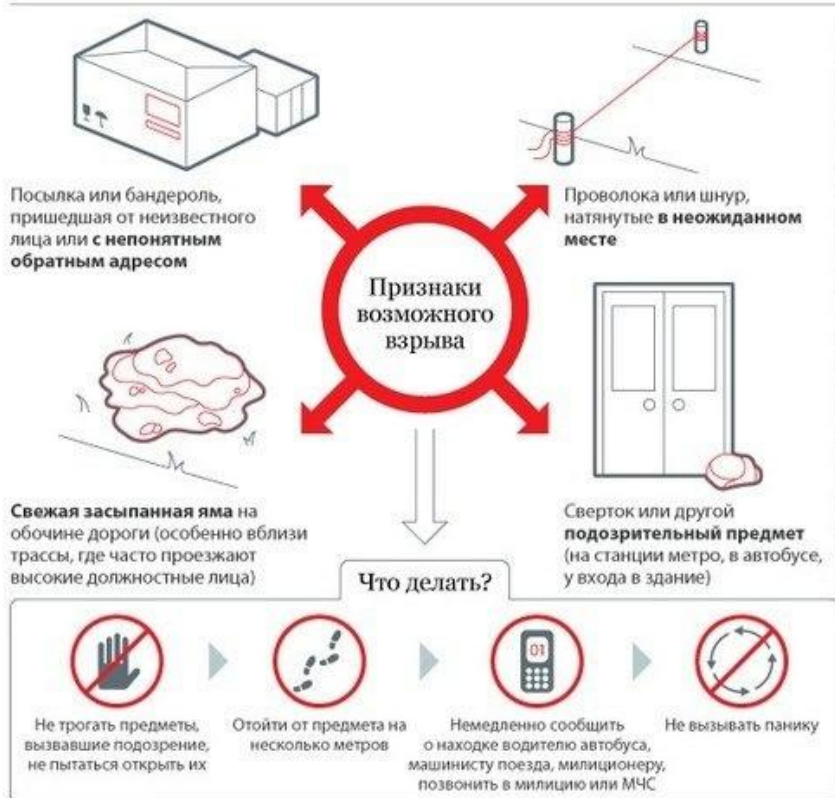 Посылка или бандероль,
пришедшая от неизвестного
лица или с непонятным
обратным адресом
Проволока или шнур,
натянутые в неожиданном
месте
Признаки
возможного
взрыва
Свежая засыпанная яма на
обочине дороги (особенно вблизи
трассы, где часто проезжают
высокие должностные лица)
Сверток или другой
подозрительный предмет
(на станции метро, в автобусе,
у входа в здание)
Что делать?
Не трогать предметы,
вызвавшие подозрение,
не пытаться открыть их
Отойти от предмета на
несколько метров
01
Немедленно сообщить
о находке водителю автобуса,
машинисту поезда, милиционеру,
позвонить в милицию или МЧС
Не вызывать панику